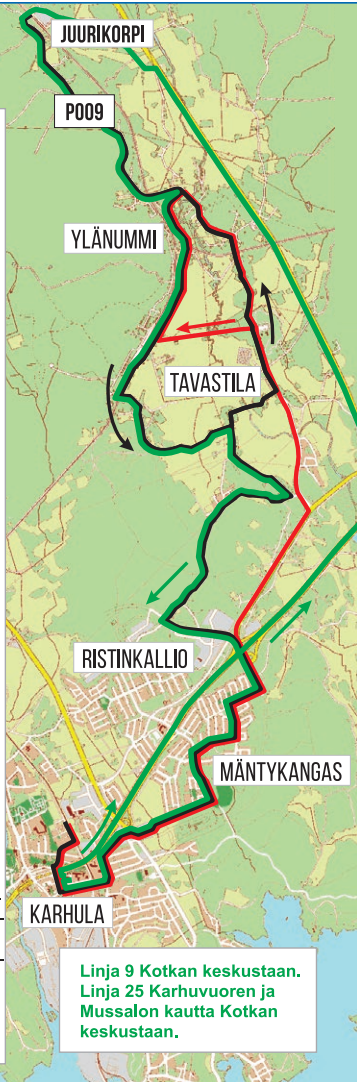 JUURIKORPI
P009
YLÄNUMMI
TAVASTILA
RISTINKALLIO
MÄNTYKANGAS
KARHULA
Linja 9 Kotkan keskustaan.
Linja 25 Karhuvuoren ja
Mussalon kautta Kotkan
keskustaan.